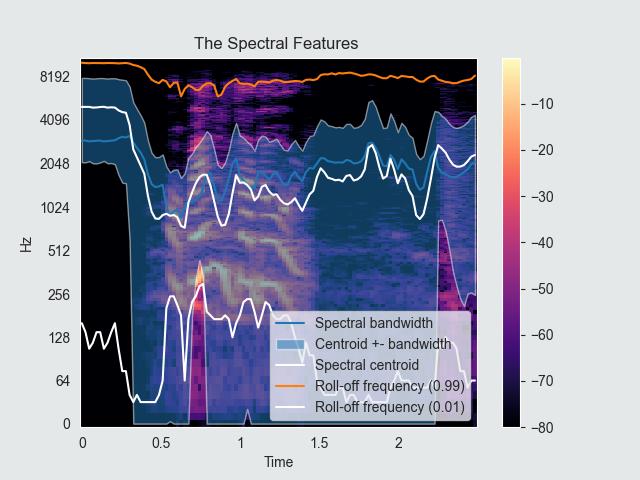 The Spectral Features
8192
4096
2048
1024
512
256
128
64
0
Hz
0
0.5
1
1.5
2
Time
Spectral bandwidth
Centroid +- bandwidth
Spectral centroid
Roll-off frequency (0.99)
Roll-off frequency (0.01)
−10
−20
−30
−40
−50
−60
−70
−80